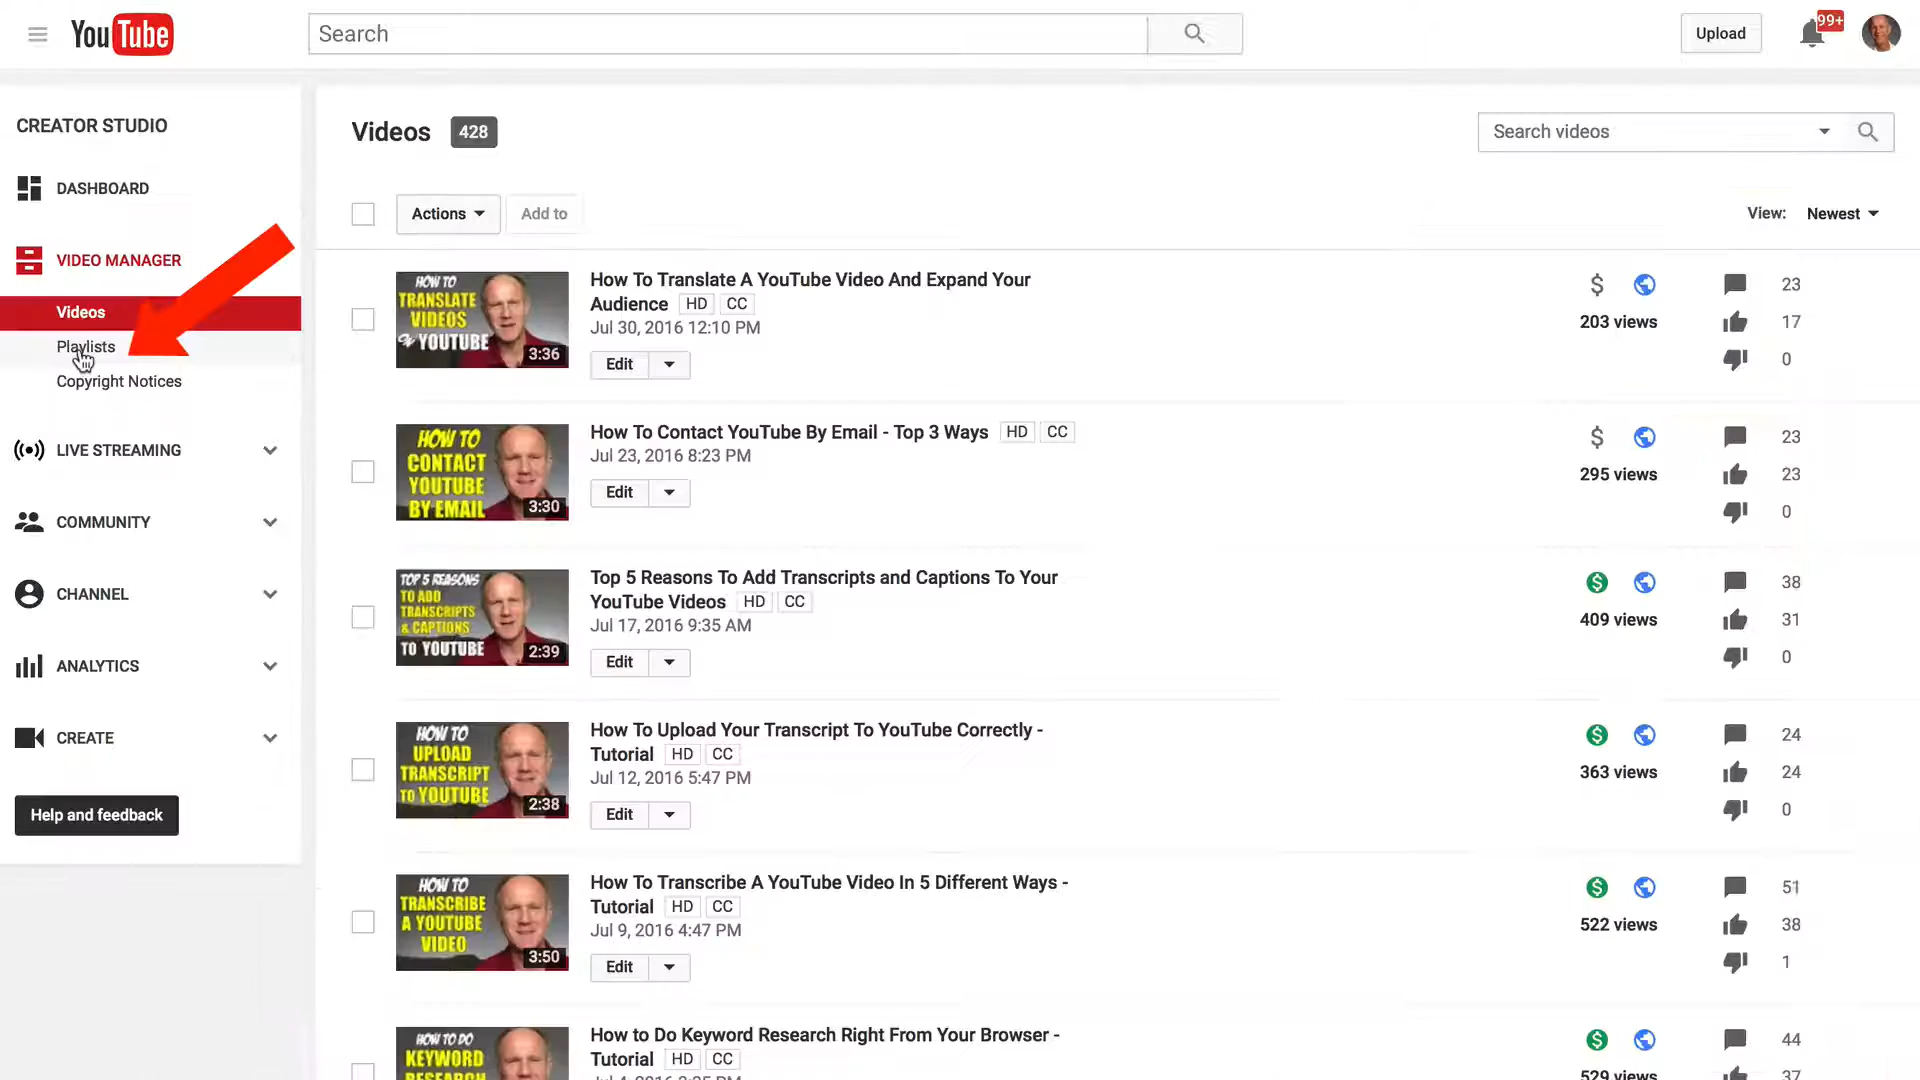 YouTube
Search
Upload
99+
CREATOR STUDIO
DASHBOARD
VIDEO MANAGER
Videos
Playlists
Copyright Notices
LIVE STREAMING
COMMUNITY
CHANNEL
ANALYTICS
CREATE
Help and feedback
Videos 428
Search videos
Actions
Add to
View: Newest
HOW TO
TRANSLATE
VIDEOS
ON YOUTUBE
3:36
How To Translate A YouTube Video And Expand Your
Audience HD CC
Jul 30, 2016 12:10 PM
Edit
$
203 views
23
17
0
HOW TO
CONTACT
YOUTUBE
BY EMAIL
3:30
How To Contact YouTube By Email - Top 3 Ways HD CC
Jul 23, 2016 8:23 PM
Edit
$
295 views
23
23
0
TOP 5 REASONS
TO ADD
TRANSCRIPTS
& CAPTIONS
TO YOUTUBE
2:39
Top 5 Reasons To Add Transcripts and Captions To Your
YouTube Videos HD CC
Jul 17, 2016 9:35 AM
Edit
$
409 views
38
31
0
HOW TO
UPLOAD
TRANSCRIPT
TO YOUTUBE
2:38
How To Upload Your Transcript To YouTube Correctly -
Tutorial HD CC
Jul 12, 2016 5:47 PM
Edit
$
363 views
24
24
0
HOW TO
TRANSCRIBE
A YOUTUBE
VIDEO
3:50
How To Transcribe A YouTube Video In 5 Different Ways -
Tutorial HD CC
Jul 9, 2016 4:47 PM
Edit
$
522 views
51
38
1
HOW TO DO
KEYWORD
RESEARCH
How to Do Keyword Research Right From Your Browser -
Tutorial HD CC
$
529 views
44
37